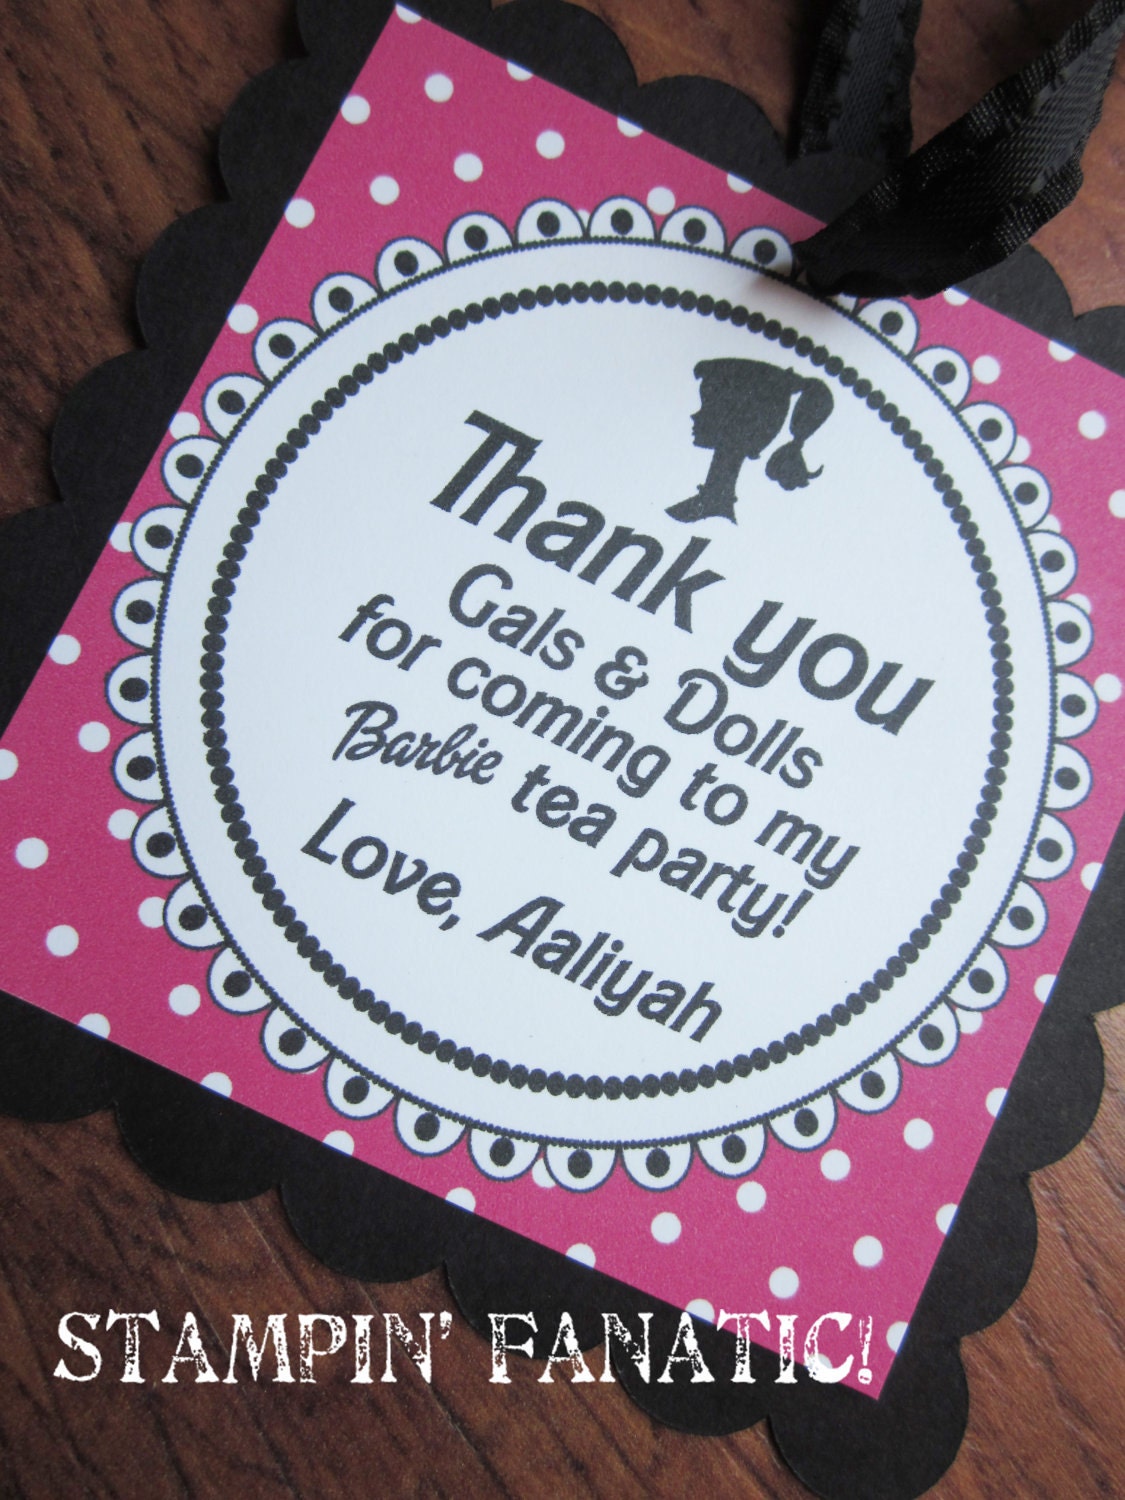 Thank you
Gals & Dolls
for coming to my
Barbie tea party!
Love, Aaliyah
STAMPIN' FANATIC!